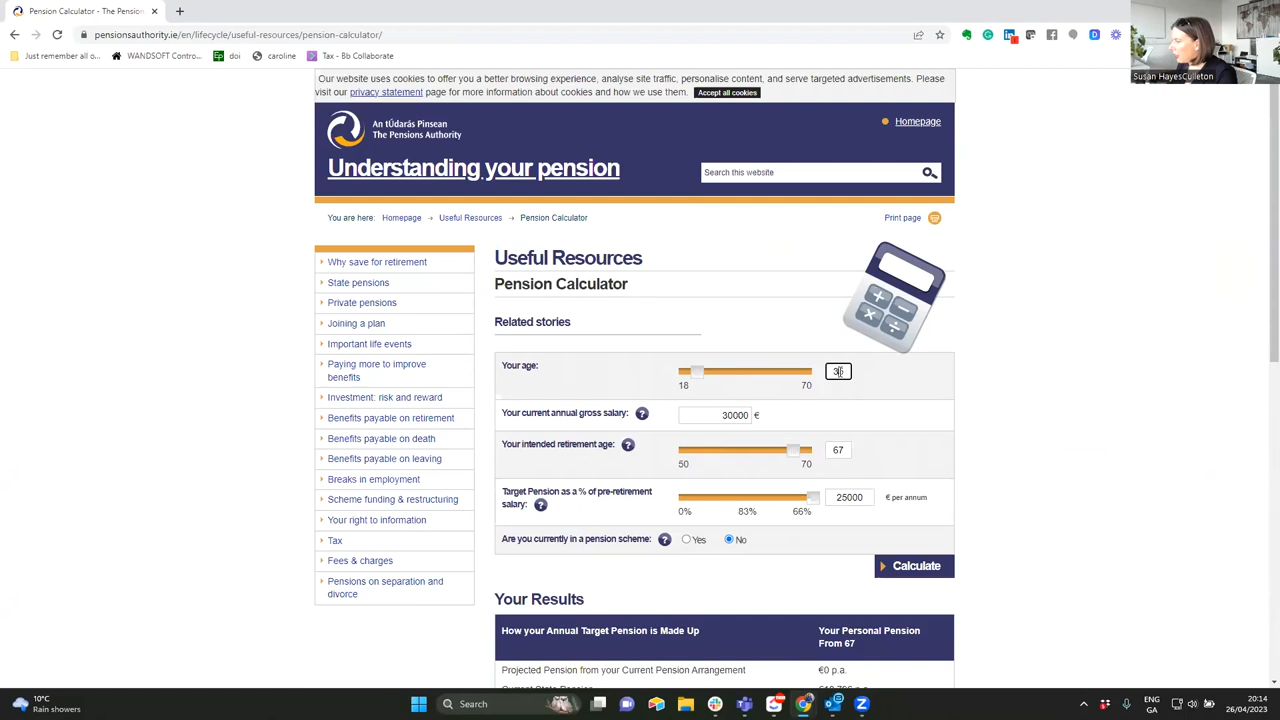 Pension Calculator - The Pension
pensionsauthority.ie/en/lifecycle/useful-resources/pension-calculator/
Just remember all o...
WANDSOFT Contro...
doi
caroline
Tax - Bb Collaborate
Susan HayesCulleton
Our website uses cookies to offer you a better browsing experience, analyse site traffic, personalise content, and serve targeted advertisements. Please
visit our privacy statement page for more information about cookies and how we use them. Accept all cookies
An tÚdarás Pinsean
The Pensions Authority
Homepage
Understanding your pension
Search this website
You are here: Homepage Useful Resources Pension Calculator
Print page
Why save for retirement
State pensions
Private pensions
Joining a plan
Important life events
Paying more to improve
benefits
Investment: risk and reward
Benefits payable on retirement
Benefits payable on death
Benefits payable on leaving
Breaks in employment
Scheme funding & restructuring
Your right to information
Tax
Fees & charges
Pensions on separation and
divorce
Useful Resources
Pension Calculator
Related stories
Your age:
18 70
Your current annual gross salary: ? 30000 €
Your intended retirement age: ? 67
50 70
Target Pension as a % of pre-retirement
salary: ? 25000 € per annum
0% 83% 66%
Are you currently in a pension scheme: ? Yes No
Calculate
Your Results
How your Annual Target Pension is Made Up
Your Personal Pension
From 67
Projected Pension from your Current Pension Arrangement €0 p.a.
10°C
Rain showers
Search
ENG
GA
20:14
26/04/2023